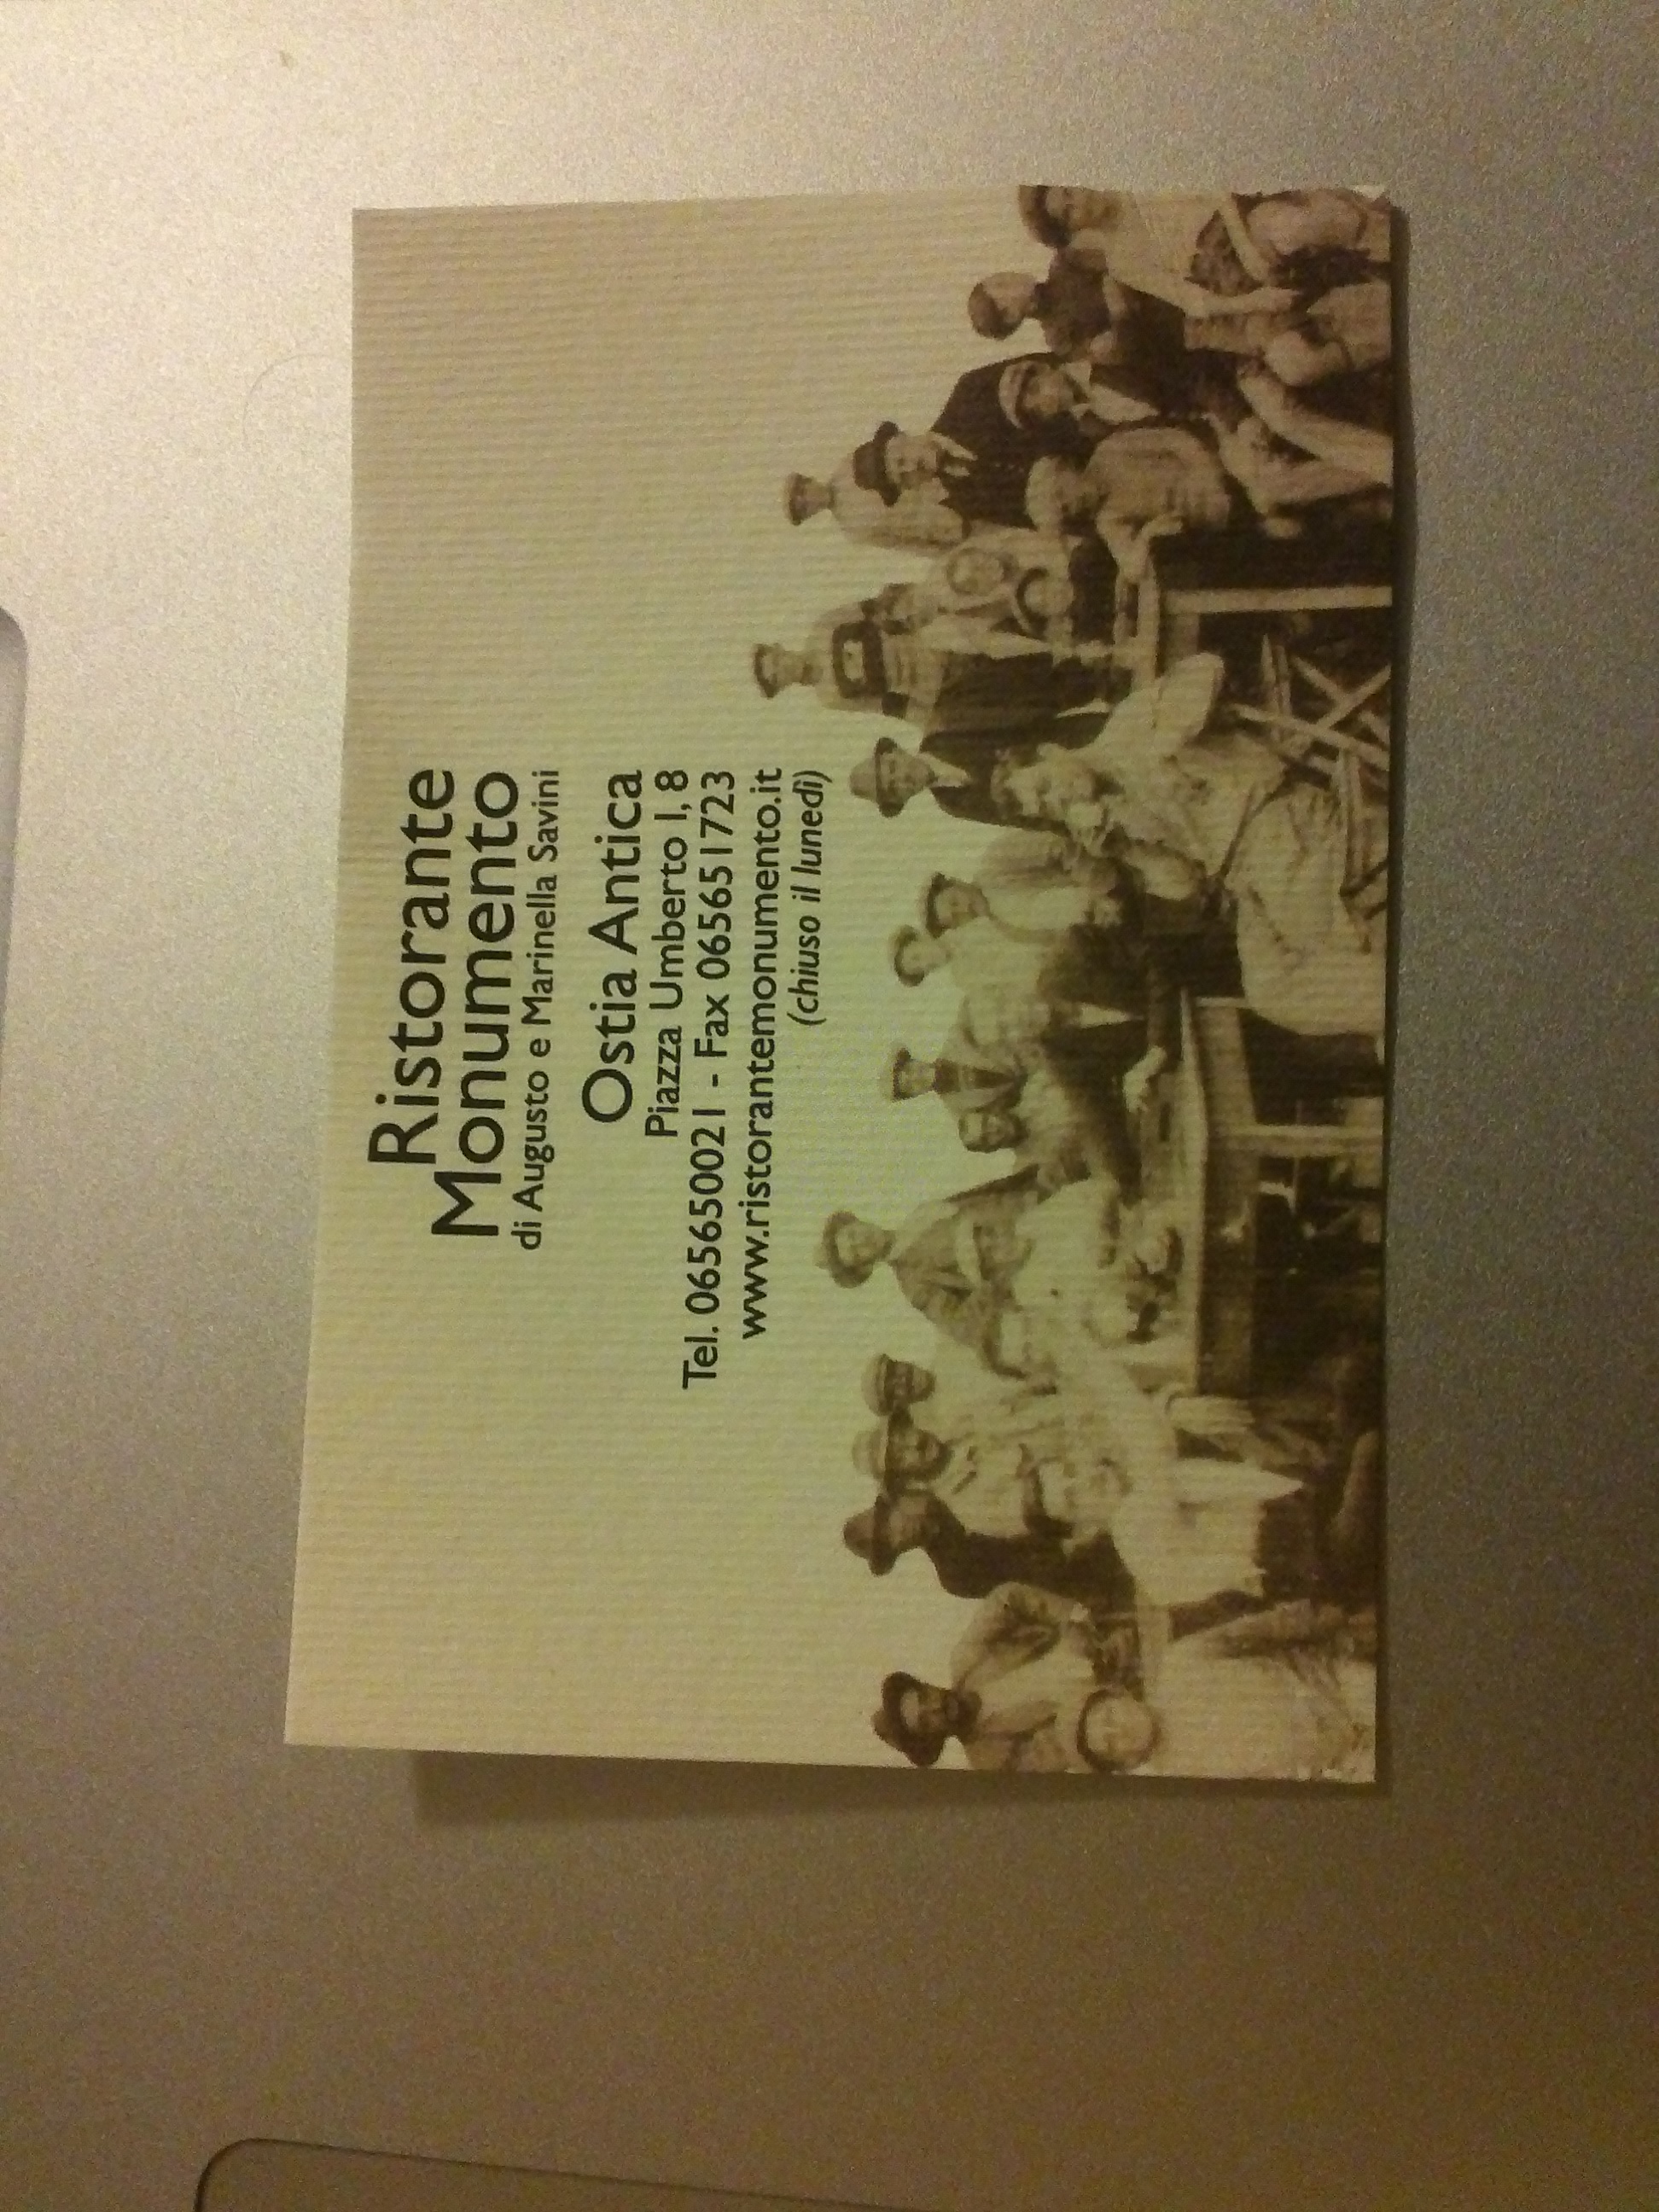 Ristorante
Monumento
di Augusto e Marinella Savini
Ostia Antica
Piazza Umberto I, 8
Tel. 065650021 - Fax 065651723
www.ristorantemonumento.it
(chiuso il lunedì)